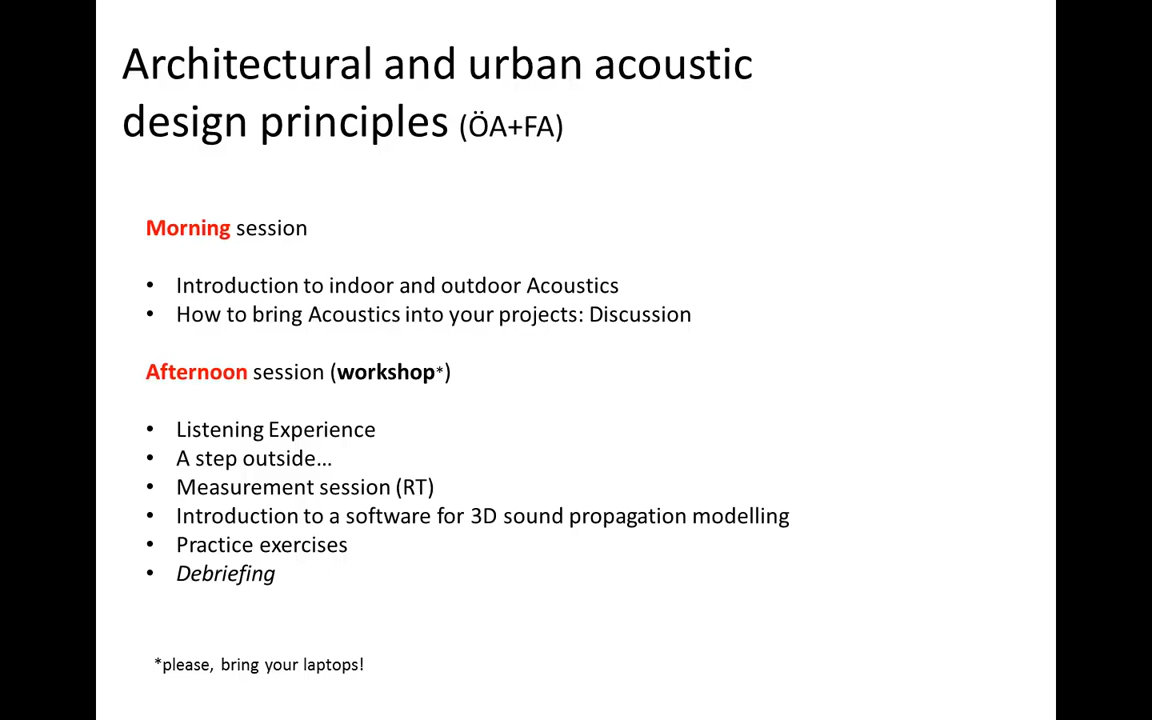 Architectural and urban acoustic
design principles (ÖA+FA)
Morning session
• Introduction to indoor and outdoor Acoustics
• How to bring Acoustics into your projects: Discussion
Afternoon session (workshop*)
• Listening Experience
• A step outside...
• Measurement session (RT)
• Introduction to a software for 3D sound propagation modelling
• Practice exercises
• Debriefing
*please, bring your laptops!